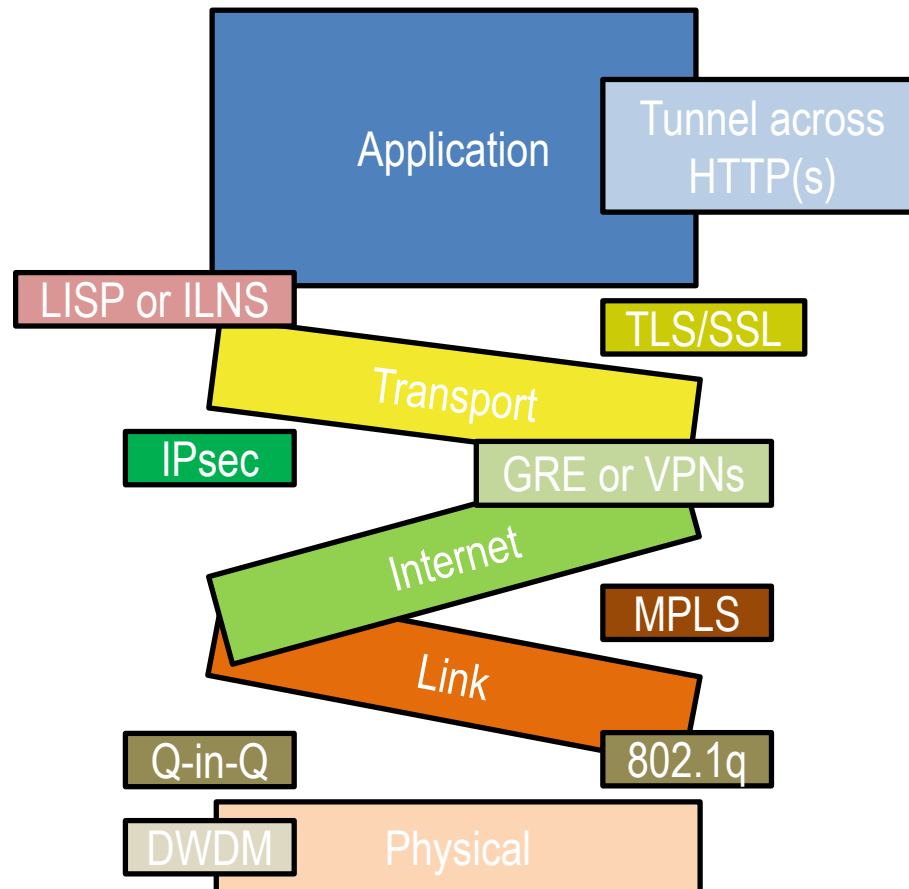 Application
Tunnel across
HTTP(s)
LISP or ILNS
TLS/SSL
Transport
IPsec
GRE or VPNs
Internet
MPLS
Link
Q-in-Q
802.1q
DWDM
Physical